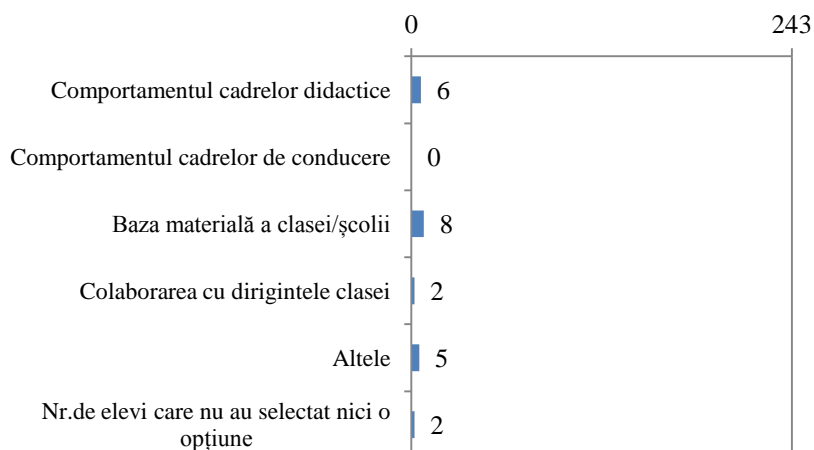 0 243
Comportamentul cadrelor didactice 6
Comportamentul cadrelor de conducere 0
Baza materială a clasei/școlii 8
Colaborarea cu dirigintele clasei 2
Altele 5
Nr.de elevi care nu au selectat nici o
opțiune 2